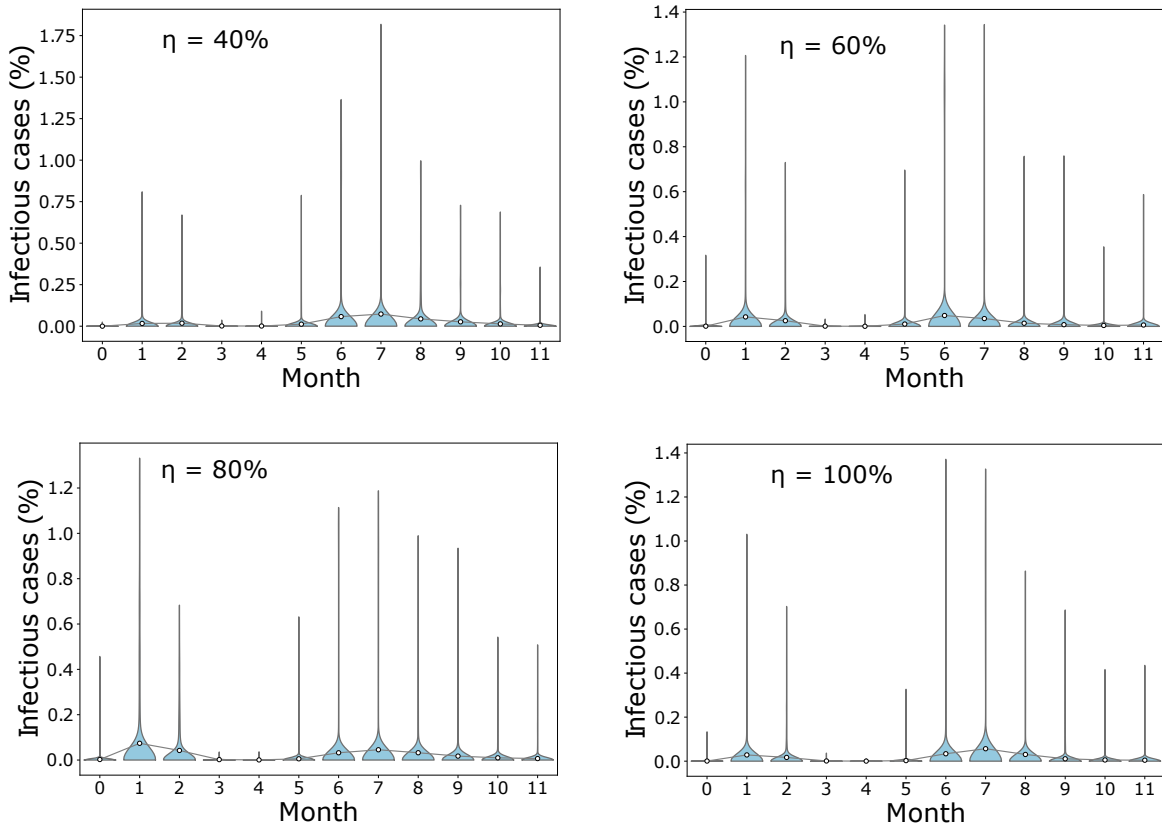 η = 40%
Infectious cases (%)
1.75
1.50
1.25
1.00
0.75
0.50
0.25
0.00
0 1 2 3 4 5 6 7 8 9 10 11
Month
η = 60%
Infectious cases (%)
1.4
1.2
1.0
0.8
0.6
0.4
0.2
0.0
0 1 2 3 4 5 6 7 8 9 10 11
Month
η = 80%
Infectious cases (%)
1.2
1.0
0.8
0.6
0.4
0.2
0.0
0 1 2 3 4 5 6 7 8 9 10 11
Month
η = 100%
Infectious cases (%)
1.4
1.2
1.0
0.8
0.6
0.4
0.2
0.0
0 1 2 3 4 5 6 7 8 9 10 11
Month